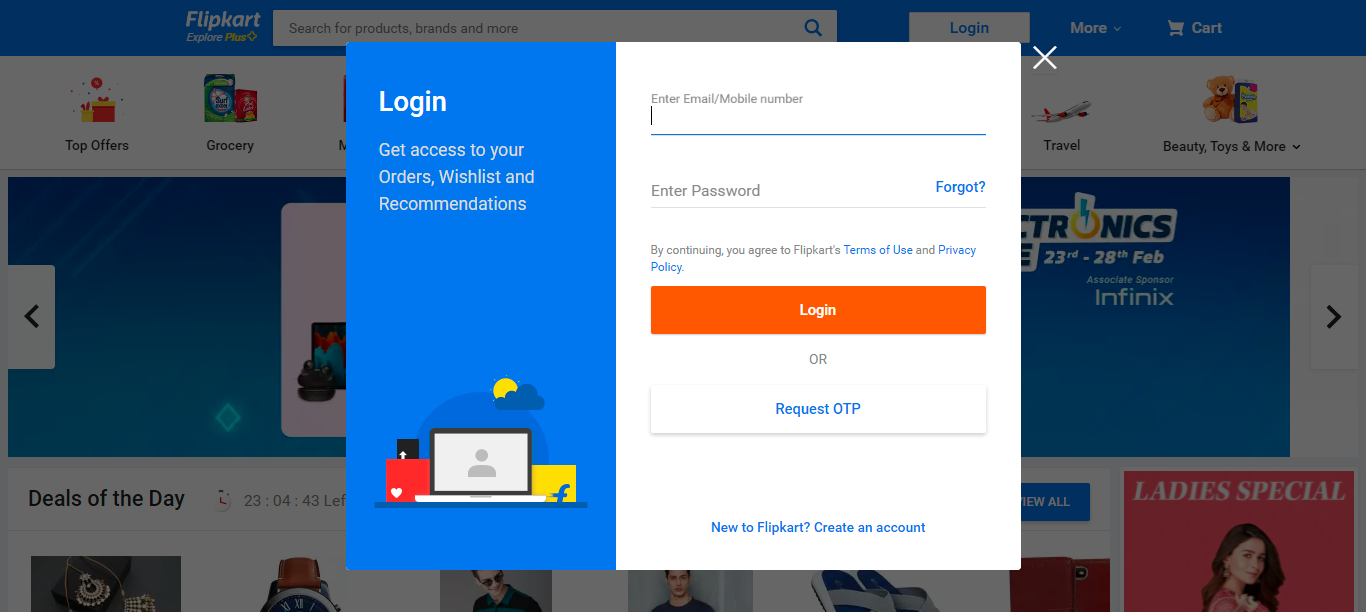 Flipkart
Explore Plus
Search for products, brands and more
Login
More
Cart
Top Offers
Grocery
Travel
Beauty, Toys & More
Login
Get access to your
Orders, Wishlist and
Recommendations
Enter Email/Mobile number
Enter Password
Forgot?
By continuing, you agree to Flipkart's Terms of Use and Privacy
Policy.
Login
OR
Request OTP
New to Flipkart? Create an account
CTRONICS
23rd - 28th Feb
Associate Sponsor
Infinix
Deals of the Day
23 : 04 : 43 Lef
VIEW ALL
LADIES SPECIAL